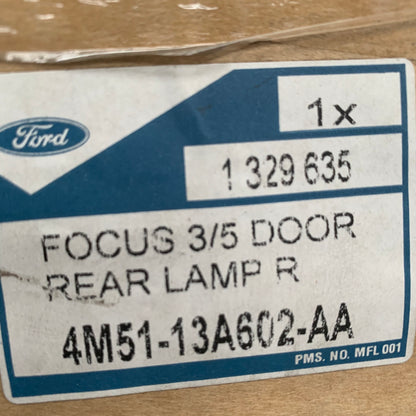 1x
Ford
1 329 635
FOCUS 3/5 DOOR
REAR LAMP R
4M51-13A602-AA
PMS. NO. MFL 001